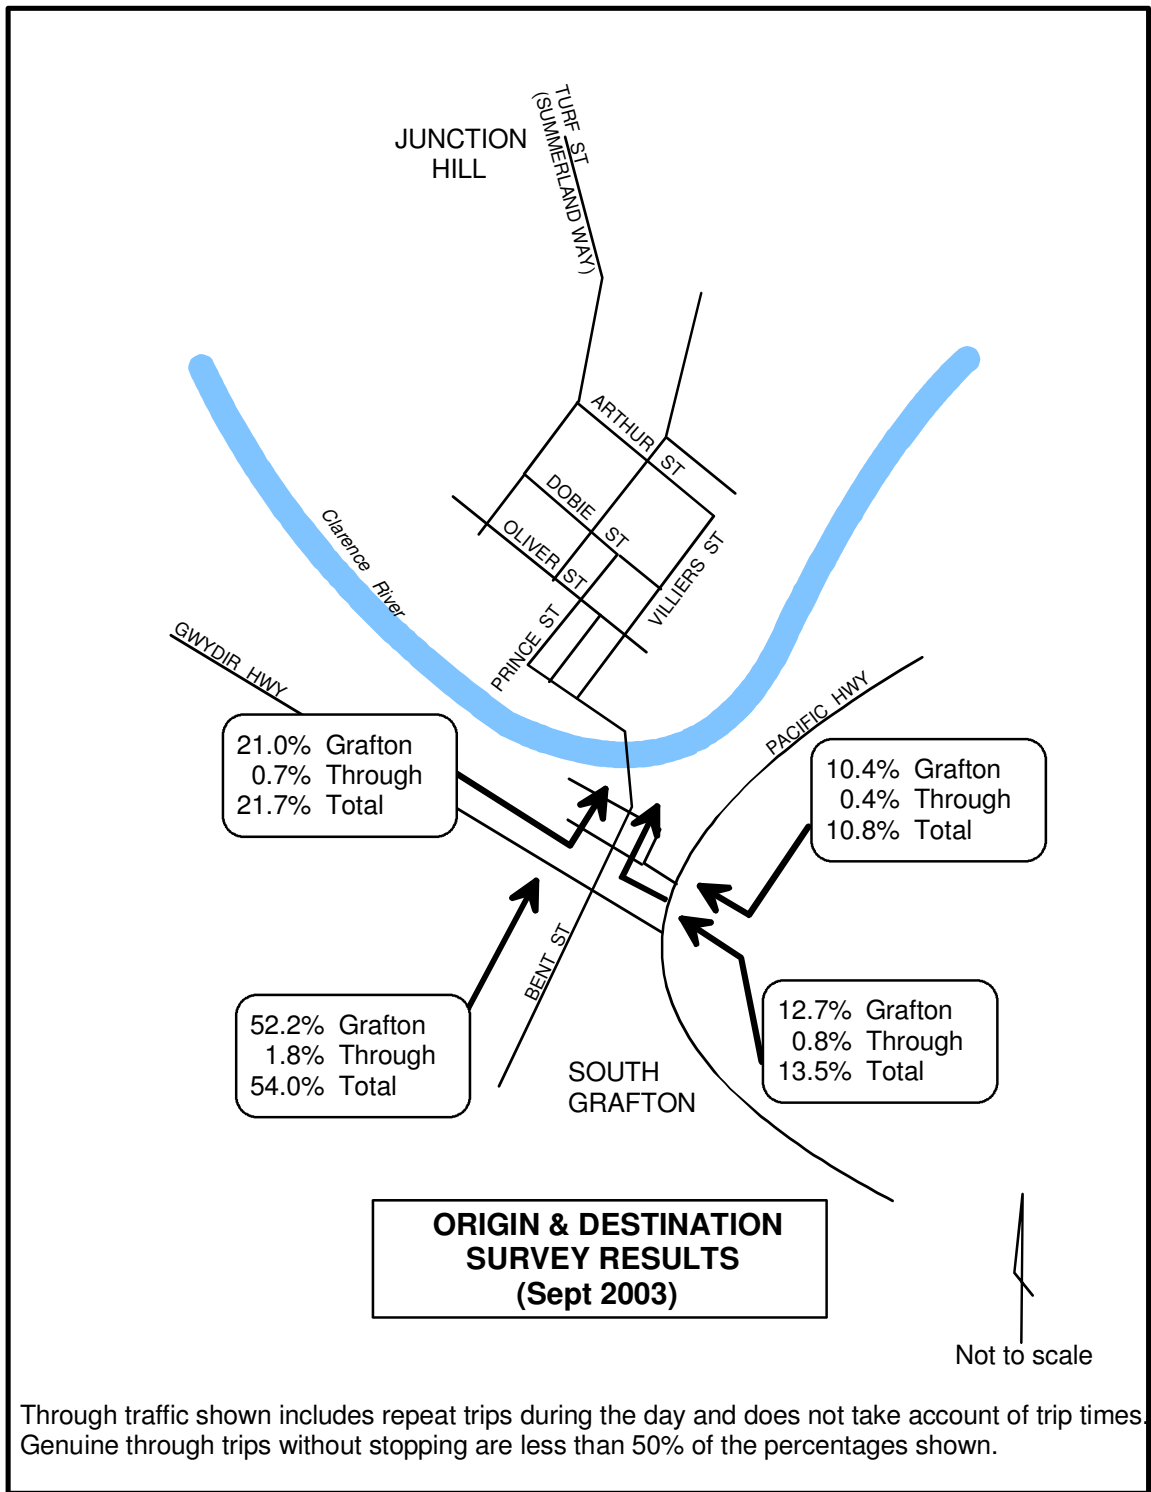 JUNCTION
HILL
TURF ST
(SUMMERLAND WAY)
ARTHUR ST
DOBIE ST
OLIVER ST
VILLIERS ST
PRINCE ST
Clarence River
GWYDIR HWY
PACIFIC HWY
21.0% Grafton
0.7% Through
21.7% Total
10.4% Grafton
0.4% Through
10.8% Total
BENT ST
52.2% Grafton
1.8% Through
54.0% Total
12.7% Grafton
0.8% Through
13.5% Total
SOUTH
GRAFTON
ORIGIN & DESTINATION
SURVEY RESULTS
(Sept 2003)
Not to scale
Through traffic shown includes repeat trips during the day and does not take account of trip times.
Genuine through trips without stopping are less than 50% of the percentages shown.